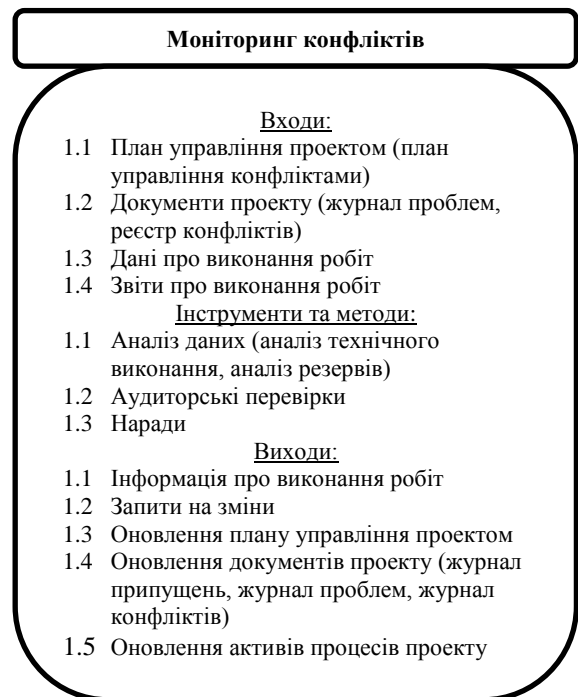 Моніторинг конфліктів
Входи:
1.1 План управління проектом (план
управління конфліктами)
1.2 Документи проекту (журнал проблем,
реєстр конфліктів)
1.3 Дані про виконання робіт
1.4 Звіти про виконання робіт
Інструменти та методи:
1.1 Аналіз даних (аналіз технічного
виконання, аналіз резервів)
1.2 Аудиторські перевірки
1.3 Наради
Виходи:
1.1 Інформація про виконання робіт
1.2 Запити на зміни
1.3 Оновлення плану управління проектом
1.4 Оновлення документів проекту (журнал
припущень, журнал проблем, журнал
конфліктів)
1.5 Оновлення активів процесів проекту